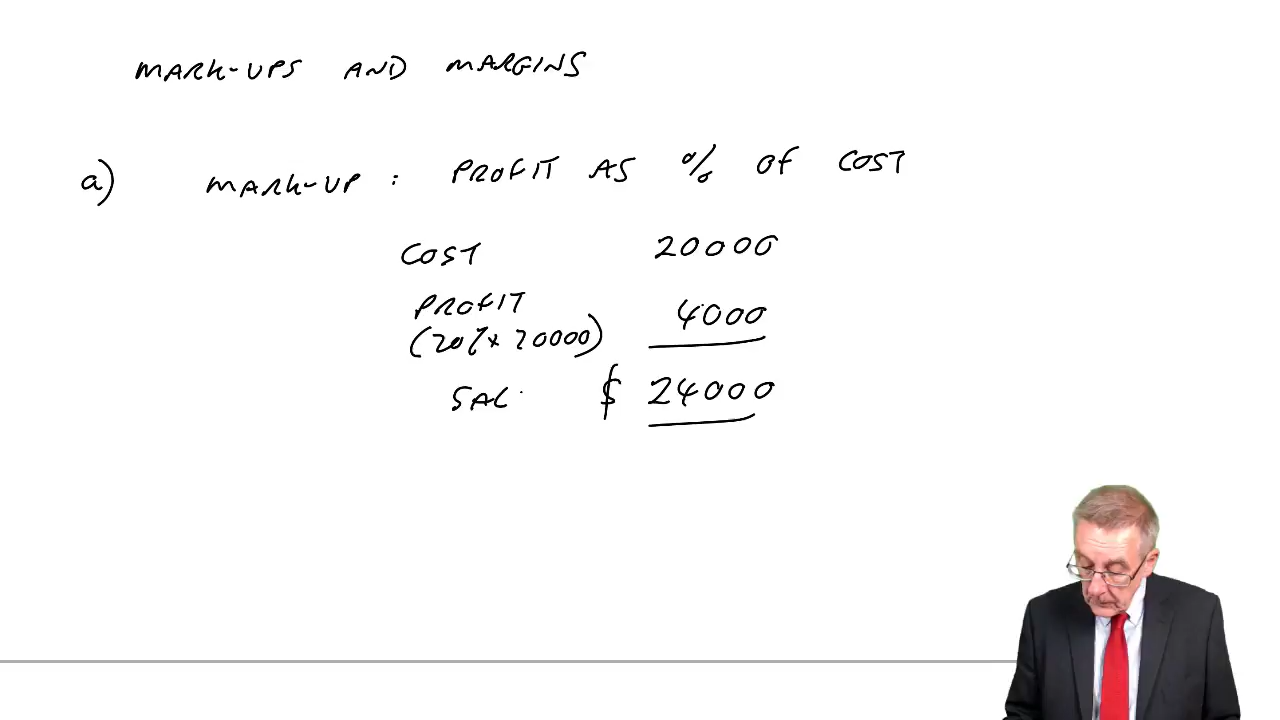 MARK-UPS AND MARGINS
a) MARK-UP : PROFIT AS % OF COST
COST 20000
PROFIT 4000
(20% x 20000)
SAL $ 24000